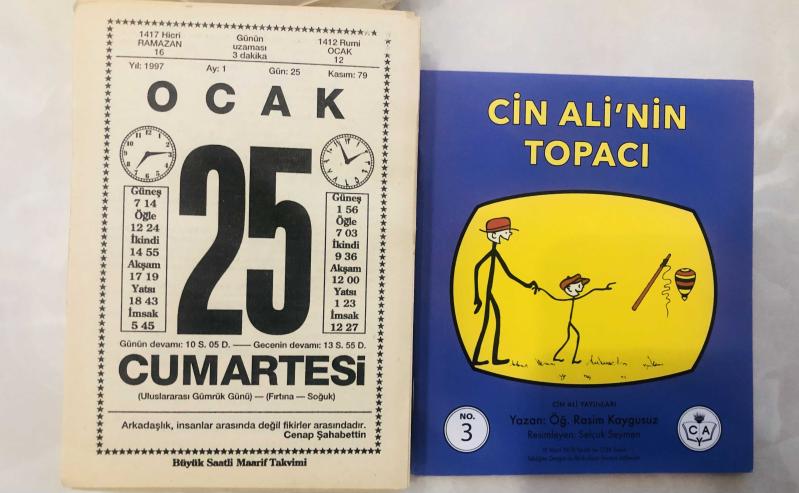 1417 Hicri
RAMAZAN
16
Günün
uzaması
3 dakika
1412 Rumi
OCAK
12
Yıl: 1997 Ay: 1 Gün: 25 Kasım: 79
OCAK
25
Güneş
7 14
Öğle
12 24
İkindi
14 55
Akşam
17 19
Yatsı
18 43
İmsak
5 45
Güneş
1 56
Öğle
7 03
İkindi
9 36
Akşam
12 00
Yatsı
1 23
İmsak
12 27
Günün devamı: 10 S. 05 D. — Gecenin devamı: 13 S. 55 D.
CUMARTESİ
(Uluslararası Gümrük Günü) — (Fırtına — Soğuk)
Arkadaşlık, insanlar arasında değil fikirler arasındadır.
Cenap Şahabettin
Büyük Saatli Maarif Takvimi
CİN ALİ'NİN
TOPACI
CİN ALİ YAYINLARI
NO.
3
Yazan: Öğ. Rasim Kaygusuz
Resimleyen: Selçuk Seymen
C A
Y